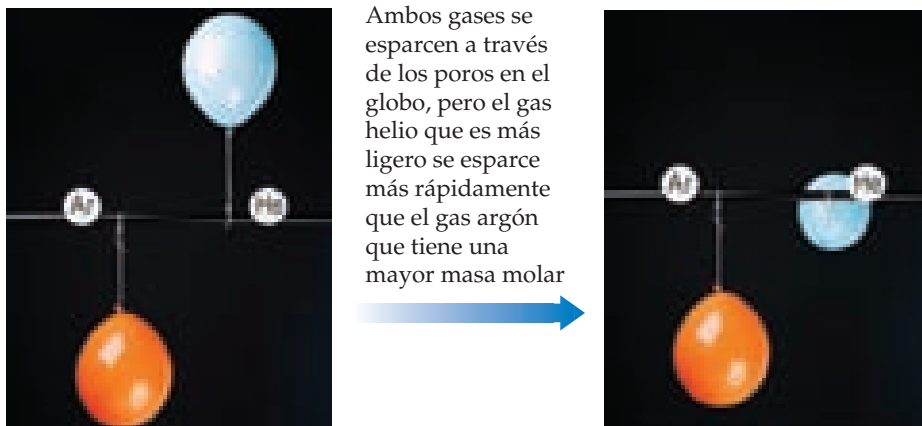 Ambos gases se
esparcen a través
de los poros en el
globo, pero el gas
helio que es más
ligero se esparce
más rápidamente
que el gas argón
que tiene una
mayor masa molar
Ar
He
Ar
He